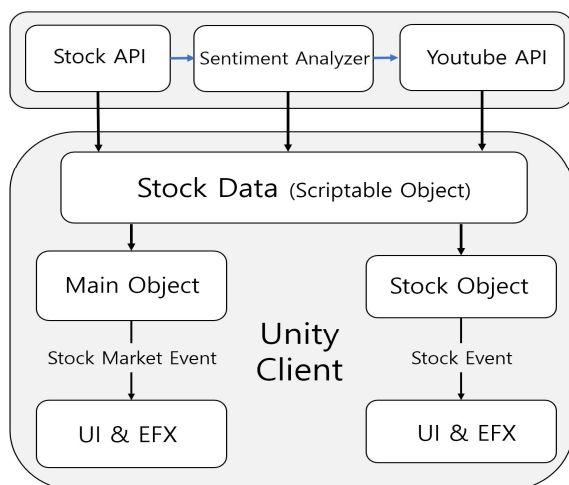 Stock API
Sentiment Analyzer
Youtube API
Stock Data (Scriptable Object)
Main Object
Stock Object
Unity
Client
Stock Market Event
Stock Event
UI & EFX
UI & EFX